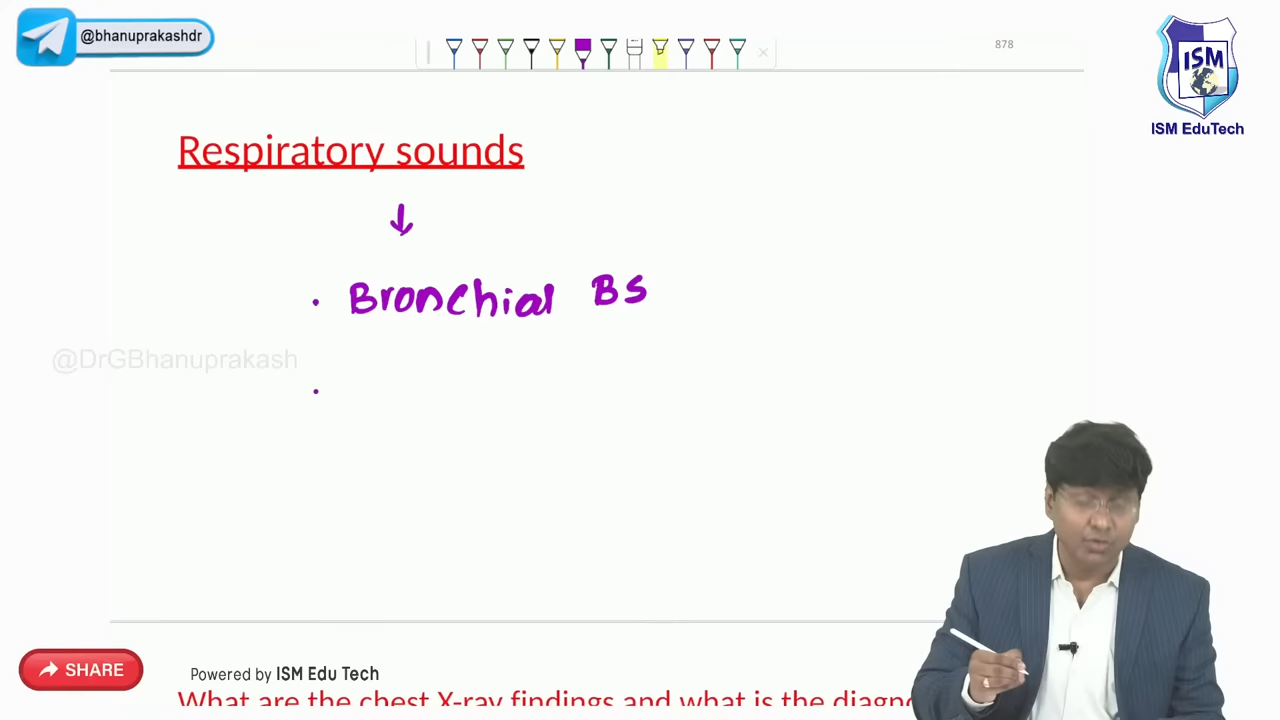 @bhanuprakashdr
878
ISM
ISM EduTech
Respiratory sounds
↓
• Bronchial BS
@DrGBhanuprakash
•
SHARE
Powered by ISM Edu Tech
What are the chest X-ray findings and what is the diagno